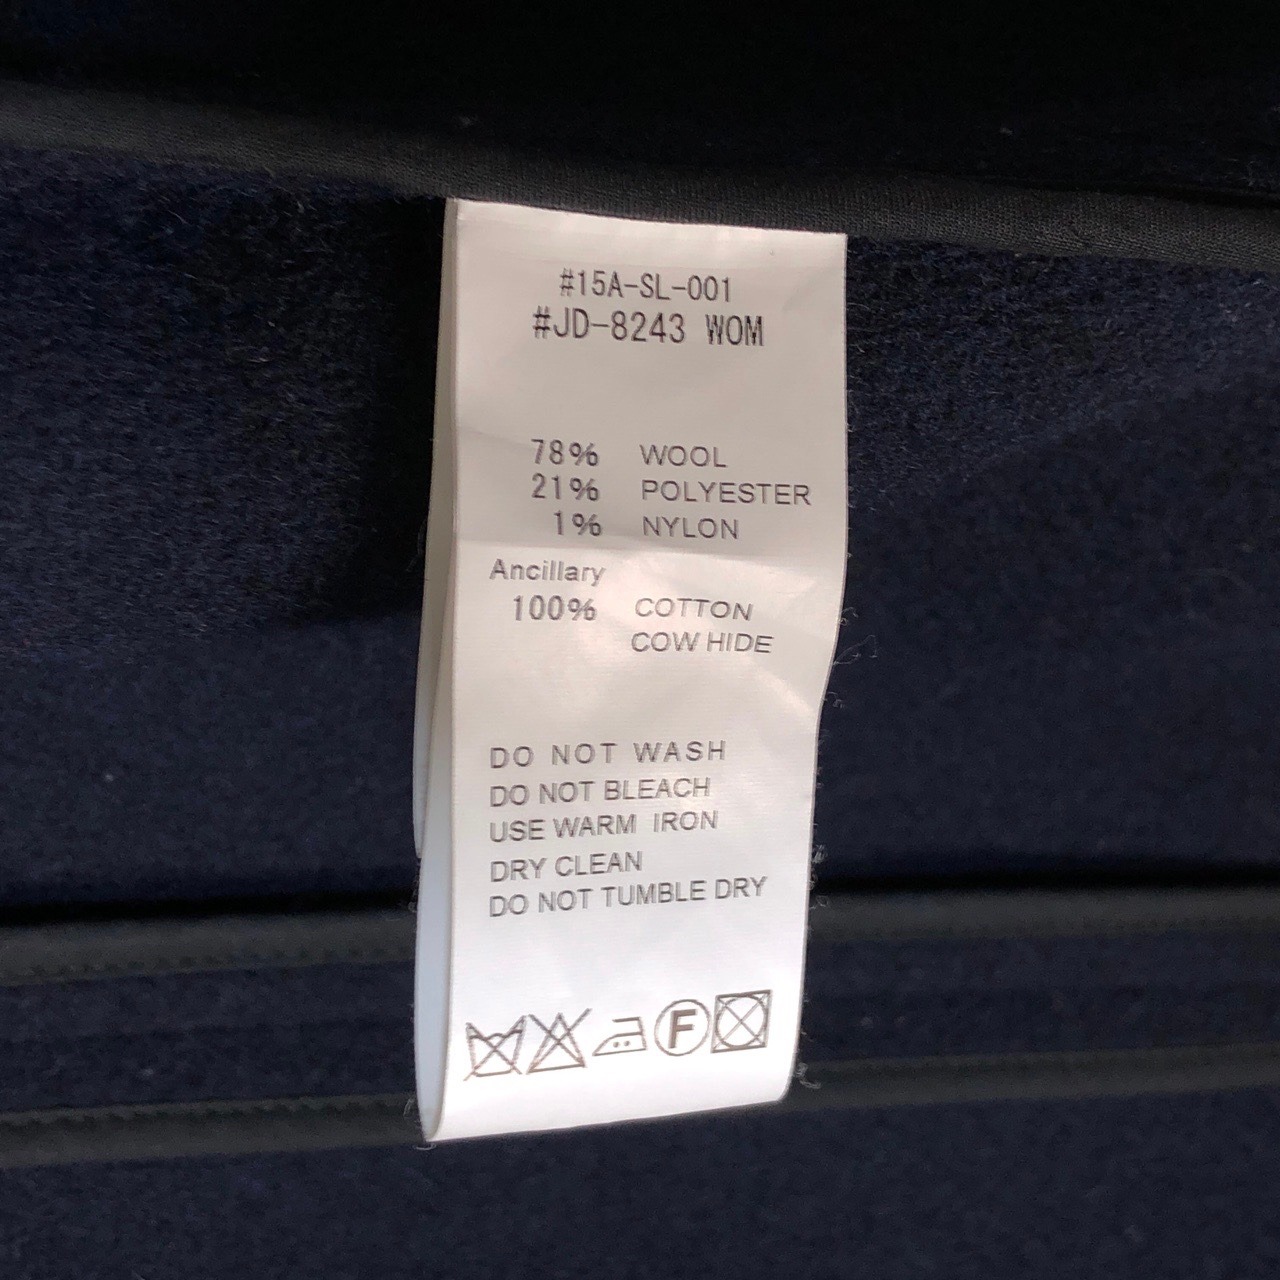 #15A-SL-001
#JD-8243 WOM
78% WOOL
21% POLYESTER
1% NYLON
Ancillary
100% COTTON
COW HIDE
DO NOT WASH
DO NOT BLEACH
USE WARM IRON
DRY CLEAN
DO NOT TUMBLE DRY
F